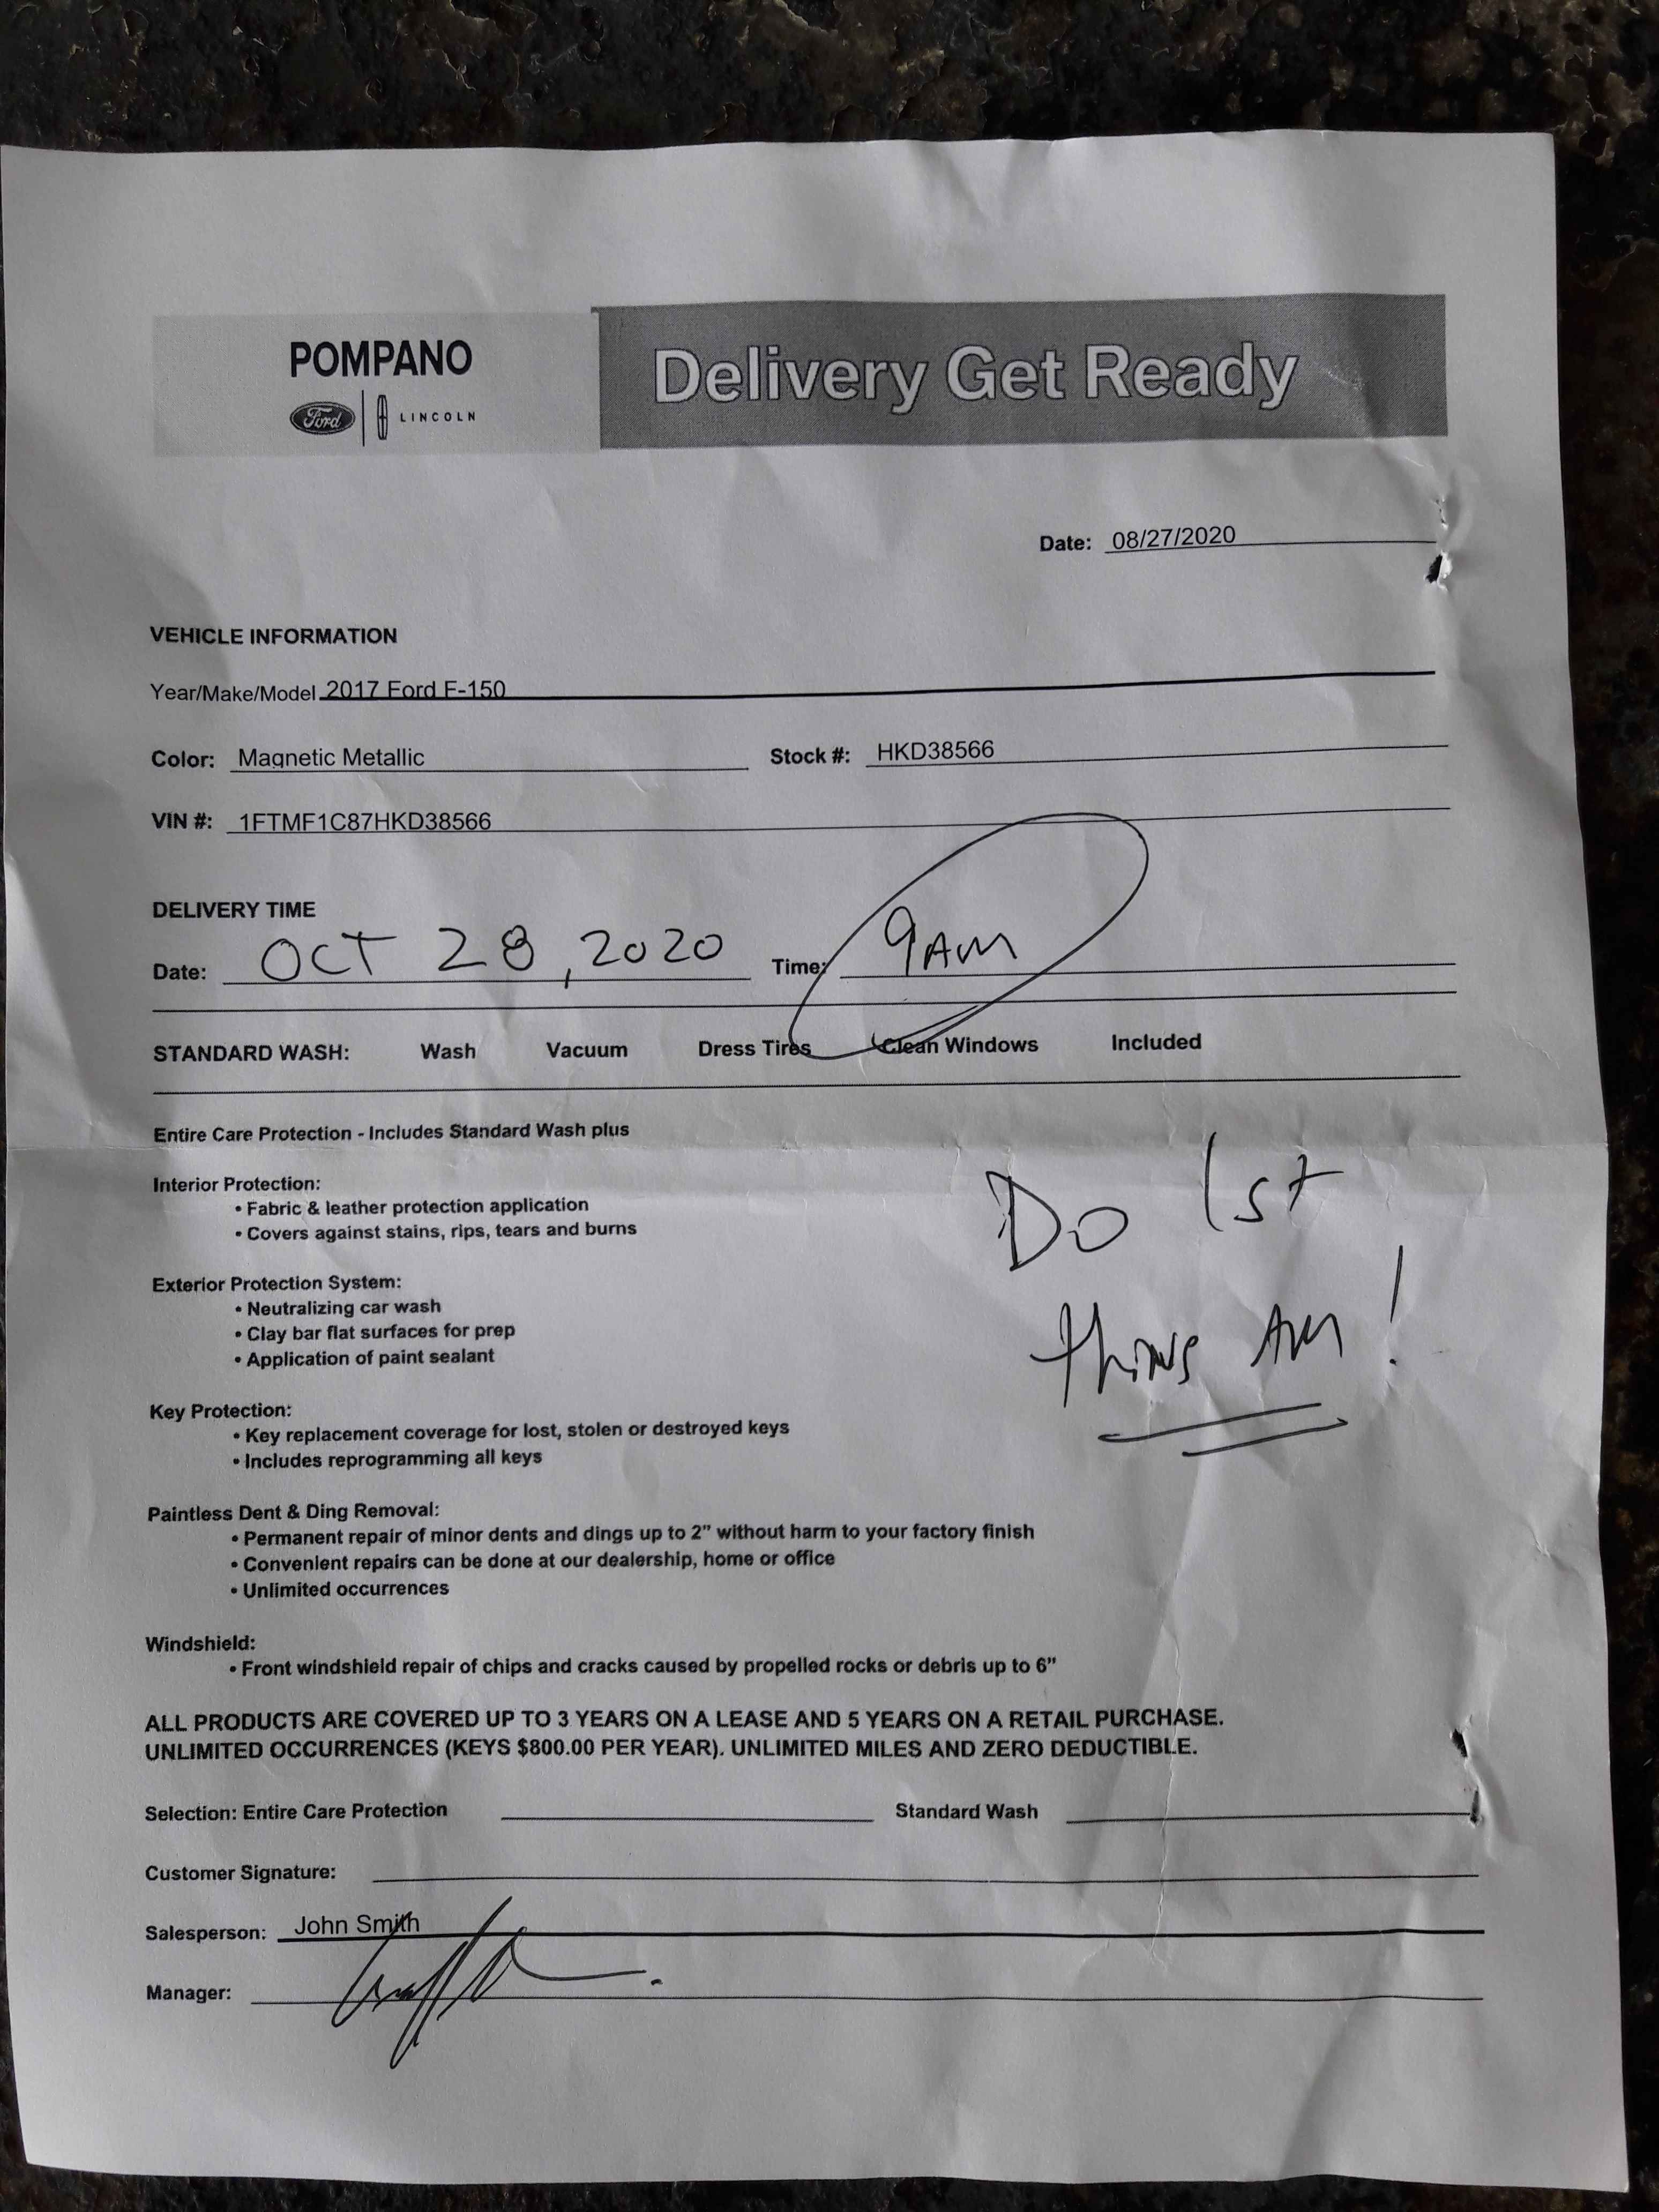 POMPANO
Ford LINCOLN
Delivery Get Ready
Date: 08/27/2020
VEHICLE INFORMATION
Year/Make/Model 2017 Ford F-150
Color: Magnetic Metallic Stock #: HKD38566
VIN #: 1FTMF1C87HKD38566
DELIVERY TIME
Date: OCT 28, 2020 Time: 9AM
STANDARD WASH: Wash Vacuum Dress Tires Clean Windows Included
Entire Care Protection - Includes Standard Wash plus
Interior Protection:
• Fabric & leather protection application
• Covers against stains, rips, tears and burns
Do 1st
Exterior Protection System:
• Neutralizing car wash
• Clay bar flat surfaces for prep
• Application of paint sealant
thing AM!
Key Protection:
• Key replacement coverage for lost, stolen or destroyed keys
• Includes reprogramming all keys
Paintless Dent & Ding Removal:
• Permanent repair of minor dents and dings up to 2” without harm to your factory finish
• Convenient repairs can be done at our dealership, home or office
• Unlimited occurrences
Windshield:
• Front windshield repair of chips and cracks caused by propelled rocks or debris up to 6”
ALL PRODUCTS ARE COVERED UP TO 3 YEARS ON A LEASE AND 5 YEARS ON A RETAIL PURCHASE.
UNLIMITED OCCURRENCES (KEYS $800.00 PER YEAR). UNLIMITED MILES AND ZERO DEDUCTIBLE.
Selection: Entire Care Protection Standard Wash
Customer Signature:
Salesperson: John Smith
Manager: